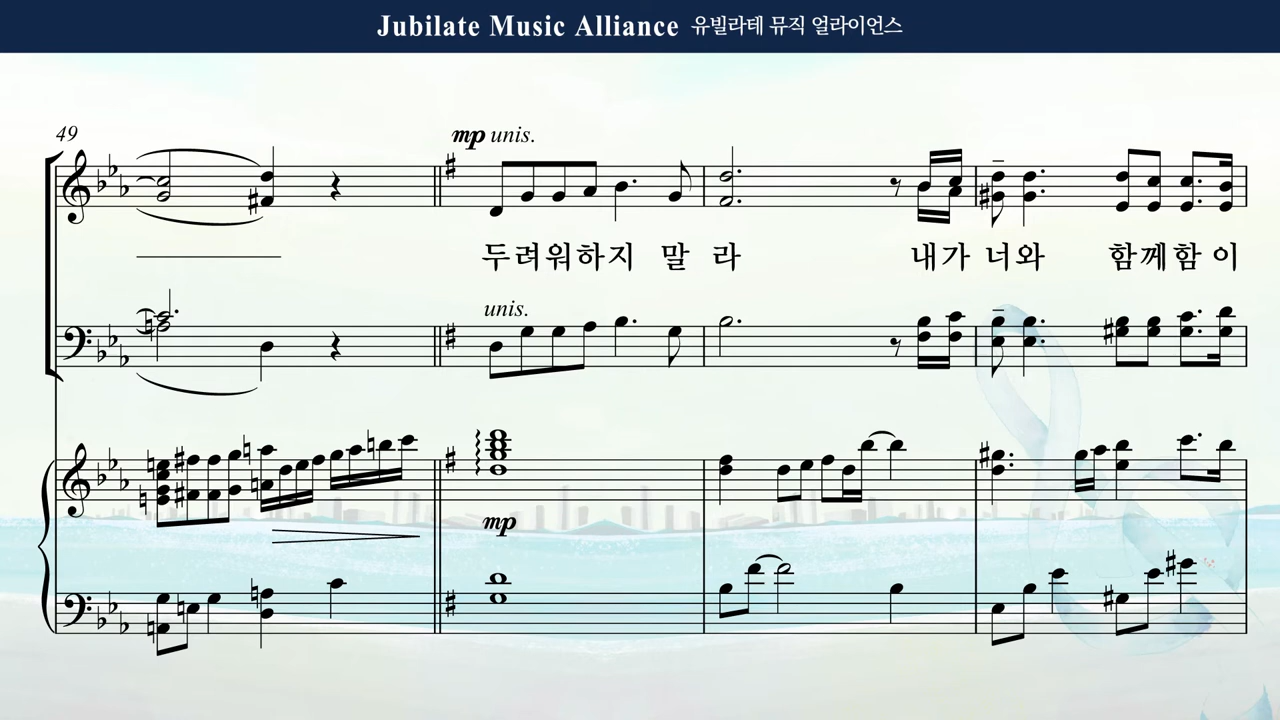 Jubilate Music Alliance 유빌라테 뮤직 얼라이언스
49
mp unis.
두 려 워 하 지 말 라 내 가 너 와 함 께 함 이
unis.
mp